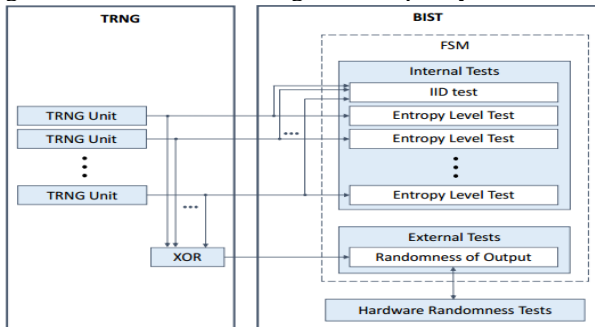 TRNG
BIST
FSM
Internal Tests
IID test
TRNG Unit
Entropy Level Test
TRNG Unit
Entropy Level Test
...
TRNG Unit
Entropy Level Test
...
External Tests
XOR
Randomness of Output
Hardware Randomness Tests